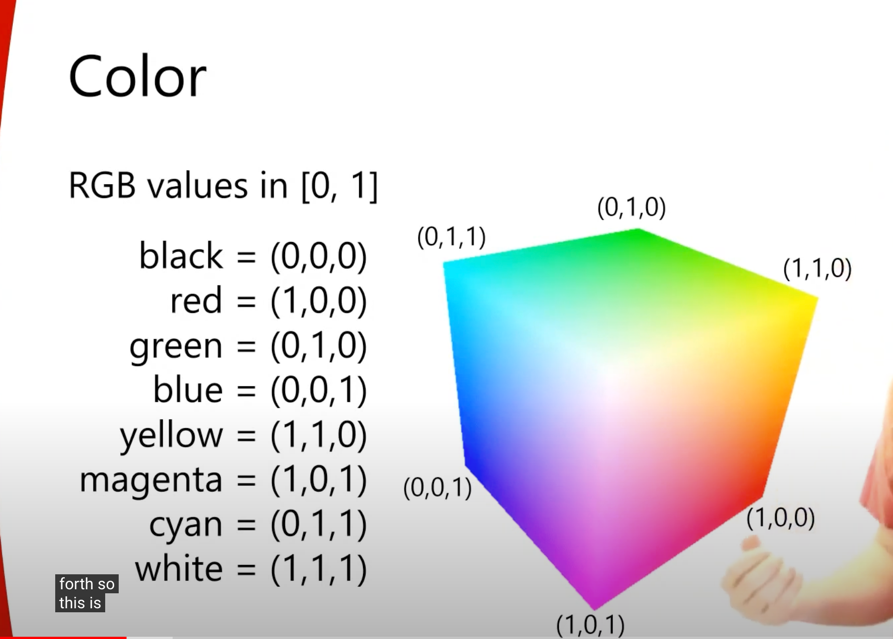 Color
RGB values in [0, 1]
black = (0,0,0)
red = (1,0,0)
green = (0,1,0)
blue = (0,0,1)
yellow = (1,1,0)
magenta = (1,0,1)
cyan = (0,1,1)
white = (1,1,1)
(0,1,0)
(0,1,1)
(1,1,0)
(0,0,1)
(1,0,0)
(1,0,1)
forth so
this is